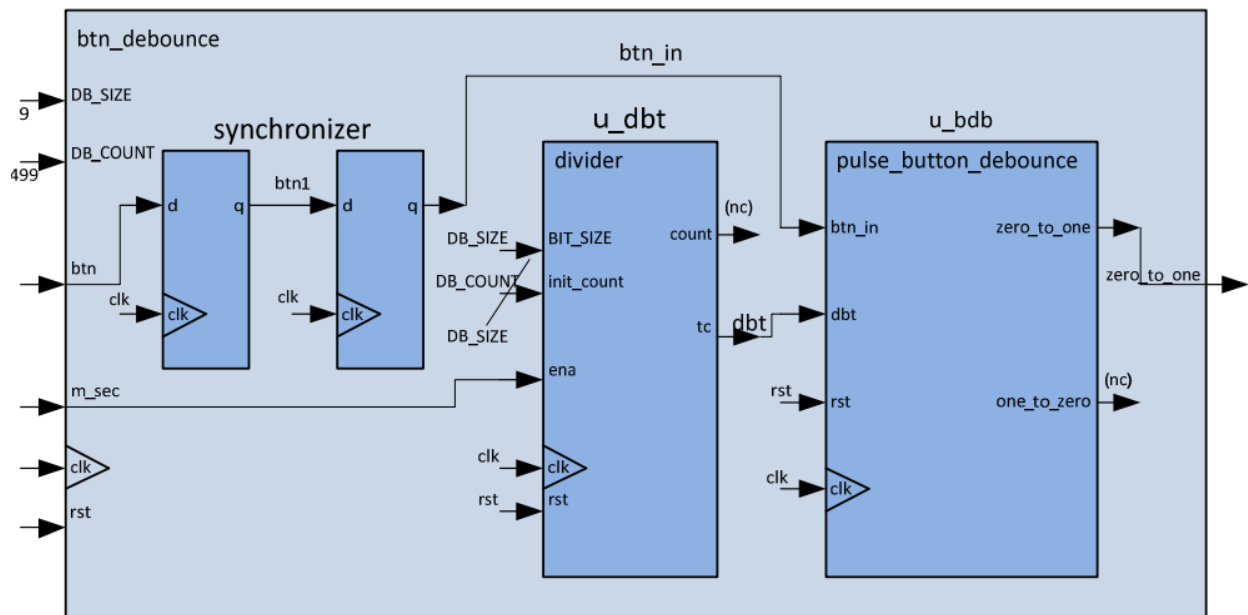 btn_debounce
btn_in
DB_SIZE
9
synchronizer
u_dbt
u_bdb
DB_COUNT
499
divider
pulse_button_debounce
d
q
btn1
d
q
(nc)
DB_SIZE
BIT_SIZE
count
btn_in
zero_to_one
btn
DB_COUNT
init_count
zero_to_one
clk
clk
clk
clk
DB_SIZE
tc
dbt
dbt
m_sec
ena
rst
rst
one_to_zero
(nc)
clk
clk
clk
clk
clk
rst
rst
rst